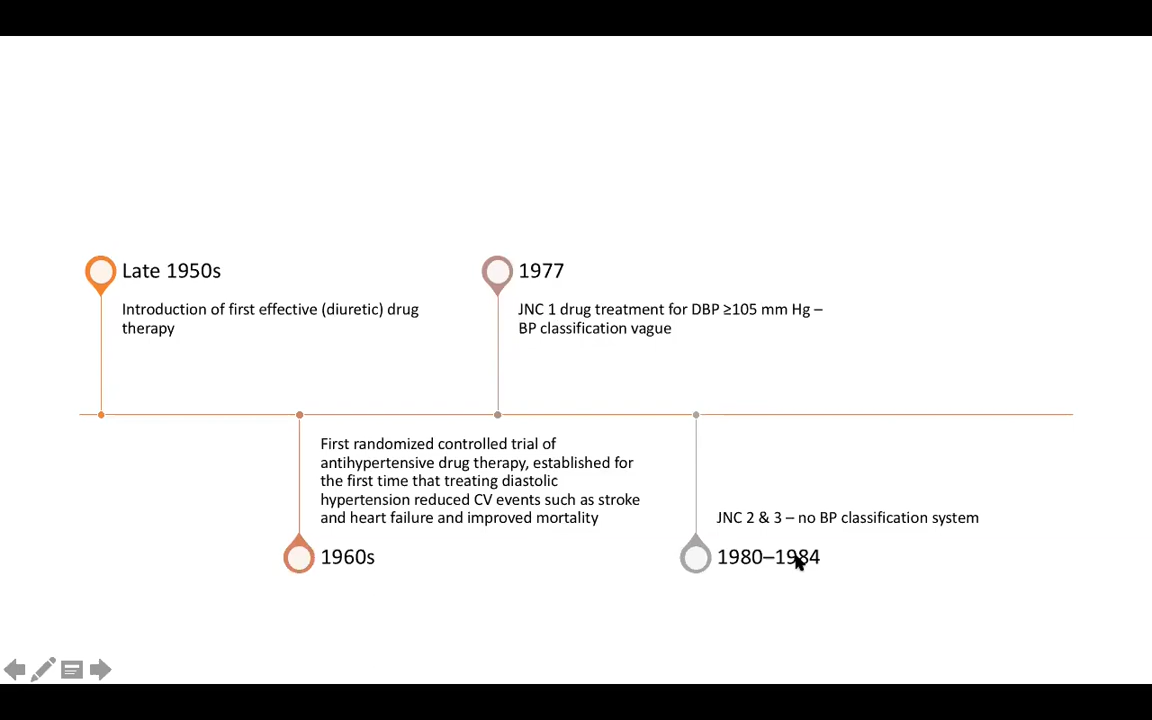 Late 1950s
Introduction of first effective (diuretic) drug
therapy
1977
JNC 1 drug treatment for DBP ≥105 mm Hg –
BP classification vague
First randomized controlled trial of
antihypertensive drug therapy, established for
the first time that treating diastolic
hypertension reduced CV events such as stroke
and heart failure and improved mortality
1960s
JNC 2 & 3 – no BP classification system
1980–1984